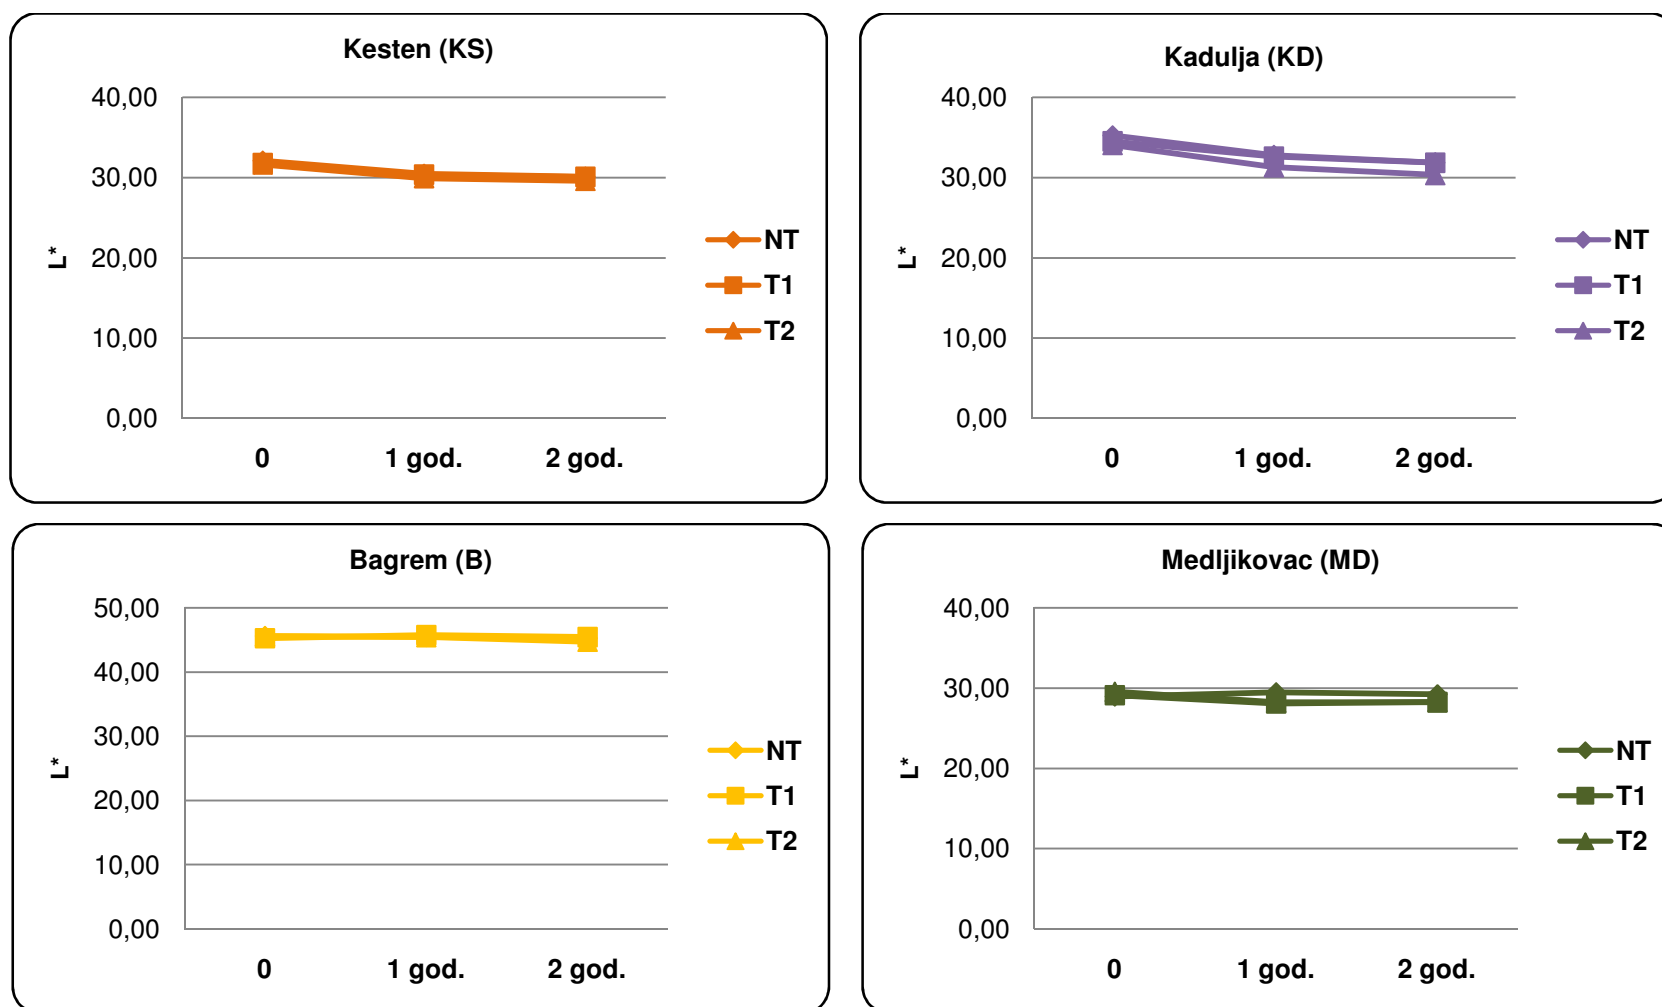 Kesten (KS)
40,00
30,00
20,00
10,00
0,00
L*
0 1 god. 2 god.
NT
T1
T2
Kadulja (KD)
40,00
30,00
20,00
10,00
0,00
L*
0 1 god. 2 god.
NT
T1
T2
Bagrem (B)
50,00
40,00
30,00
20,00
10,00
0,00
L*
0 1 god. 2 god.
NT
T1
T2
Medljikovac (MD)
40,00
30,00
20,00
10,00
0,00
L*
0 1 god. 2 god.
NT
T1
T2